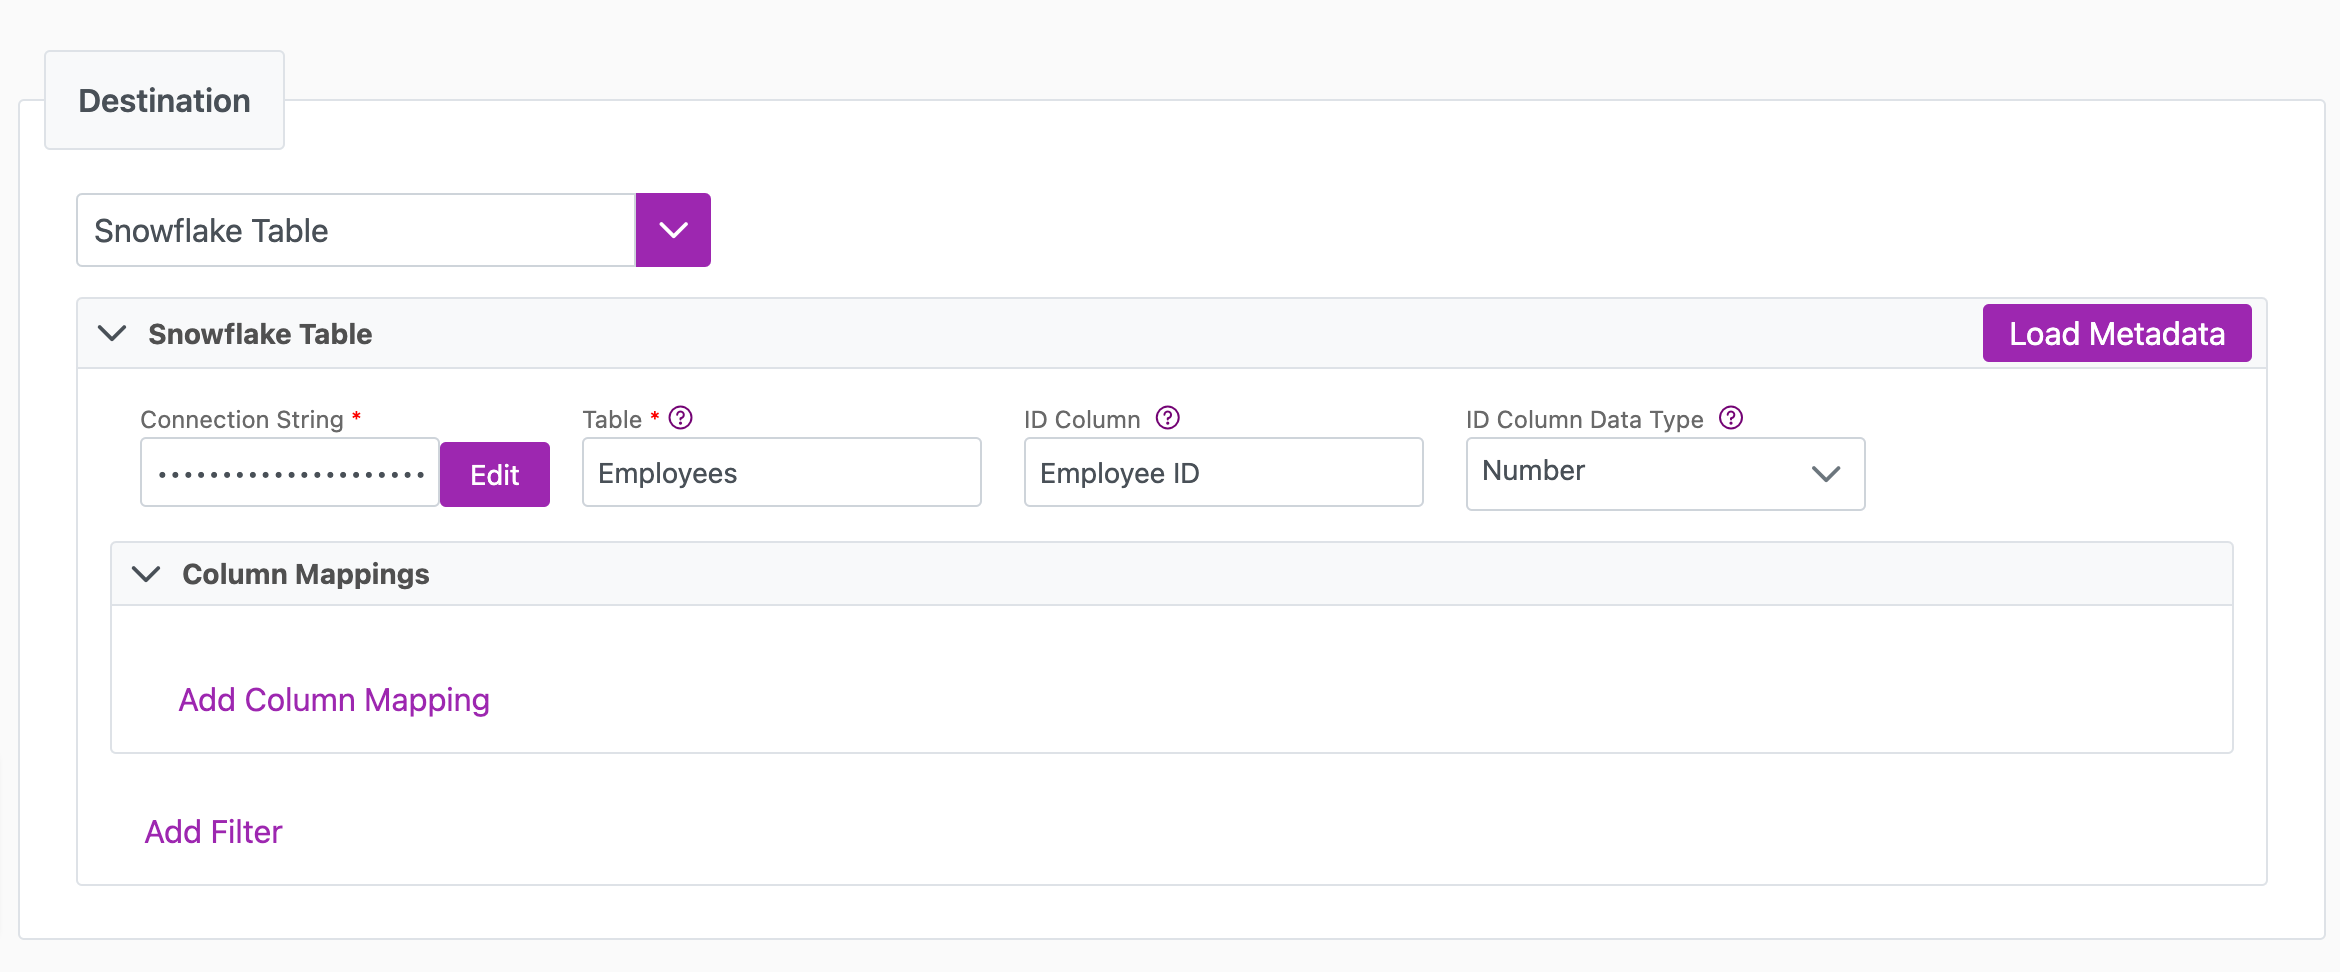 Destination
Snowflake Table
Snowflake Table
Load Metadata
Connection String *
Table *
ID Column
ID Column Data Type
•••••••••••••••••••••
Edit
Employees
Employee ID
Number
Column Mappings
Add Column Mapping
Add Filter